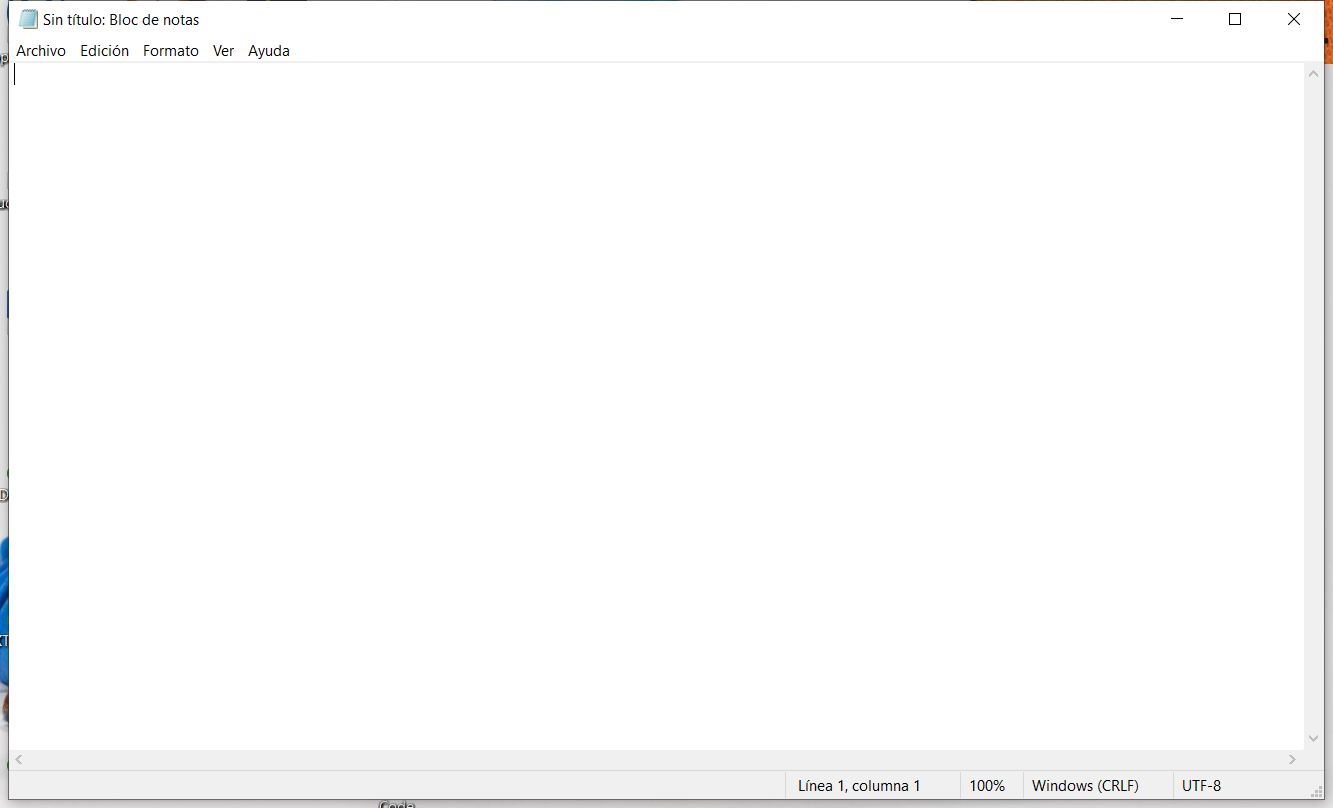 Sin título: Bloc de notas
Archivo Edición Formato Ver Ayuda
Línea 1, columna 1 100% Windows (CRLF) UTF-8